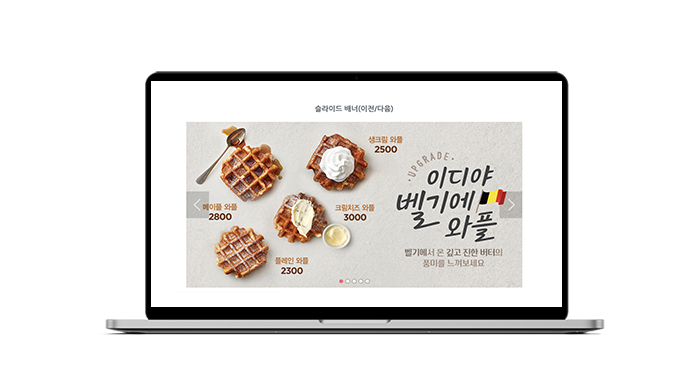 슬라이드 배너(이전/다음)
생크림 와플
2500
메이플 와플
2800
크림치즈 와플
3000
플레인 와플
2300
·UPGRADE·
이디야
벨기에
와플
벨기에서 온 깊고 진한 버터의
풍미를 느껴보세요